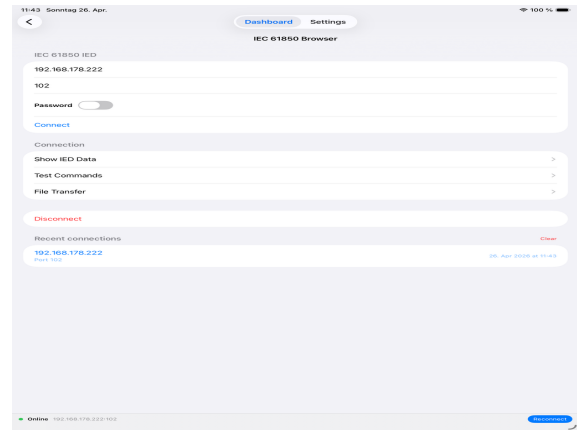 11:43 Sonntag 26. Apr. 100 %
< Dashboard Settings
IEC 61850 Browser
IEC 61850 IED
192.168.178.222
102
Password
Connect
Connection
Show IED Data >
Test Commands >
File Transfer >
Disconnect
Recent connections Clear
192.168.178.222
Port 102 26. Apr 2026 at 11:43
Online 192.168.178.222:102 Reconnect